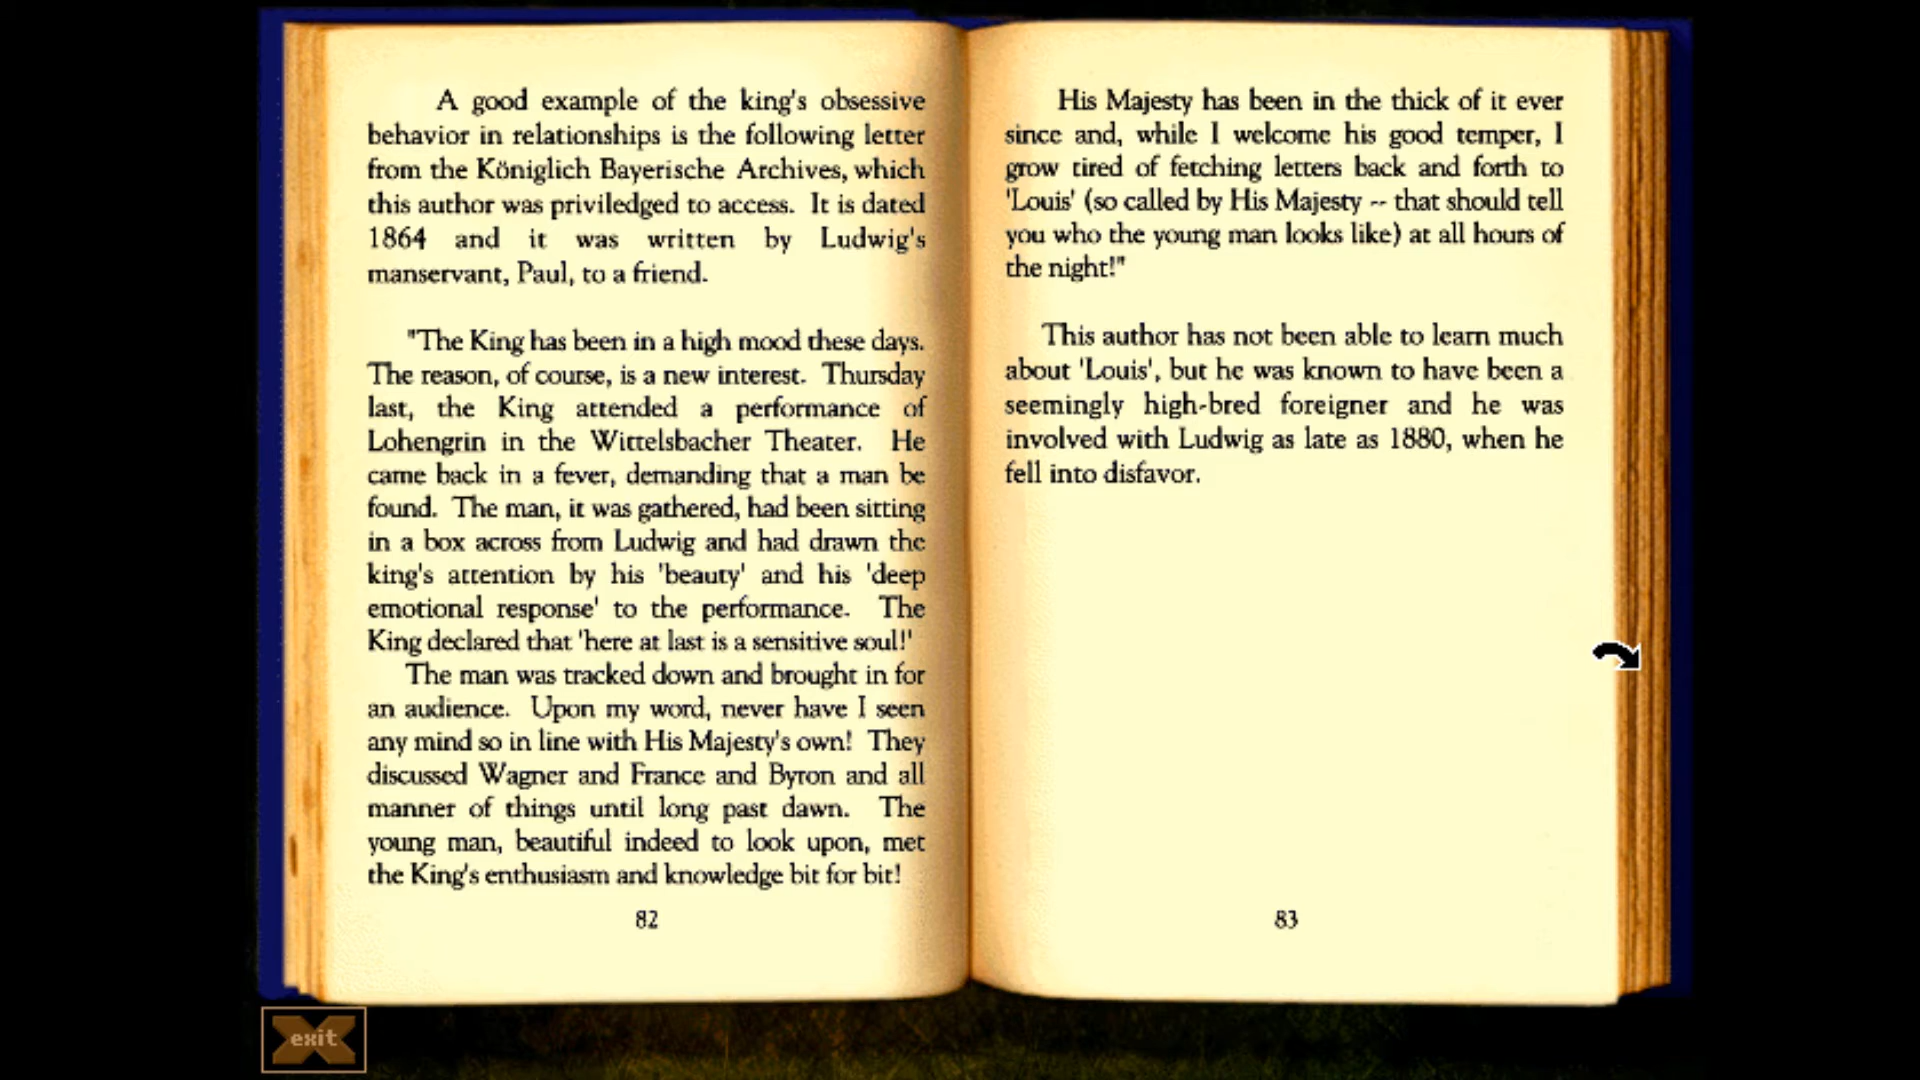 A good example of the king's obsessive
behavior in relationships is the following letter
from the Königlich Bayerische Archives, which
this author was priviledged to access. It is dated
1864 and it was written by Ludwig's
manservant, Paul, to a friend.
"The King has been in a high mood these days.
The reason, of course, is a new interest. Thursday
last, the King attended a performance of
Lohengrin in the Wittelsbacher Theater. He
came back in a fever, demanding that a man be
found. The man, it was gathered, had been sitting
in a box across from Ludwig and had drawn the
king's attention by his 'beauty' and his 'deep
emotional response' to the performance. The
King declared that 'here at last is a sensitive soul!'
The man was tracked down and brought in for
an audience. Upon my word, never have I seen
any mind so in line with His Majesty's own! They
discussed Wagner and France and Byron and all
manner of things until long past dawn. The
young man, beautiful indeed to look upon, met
the King's enthusiasm and knowledge bit for bit!
82
His Majesty has been in the thick of it ever
since and, while I welcome his good temper, I
grow tired of fetching letters back and forth to
'Louis' (so called by His Majesty -- that should tell
you who the young man looks like) at all hours of
the night!"
This author has not been able to learn much
about 'Louis', but he was known to have been a
seemingly high-bred foreigner and he was
involved with Ludwig as late as 1880, when he
fell into disfavor.
83
exit